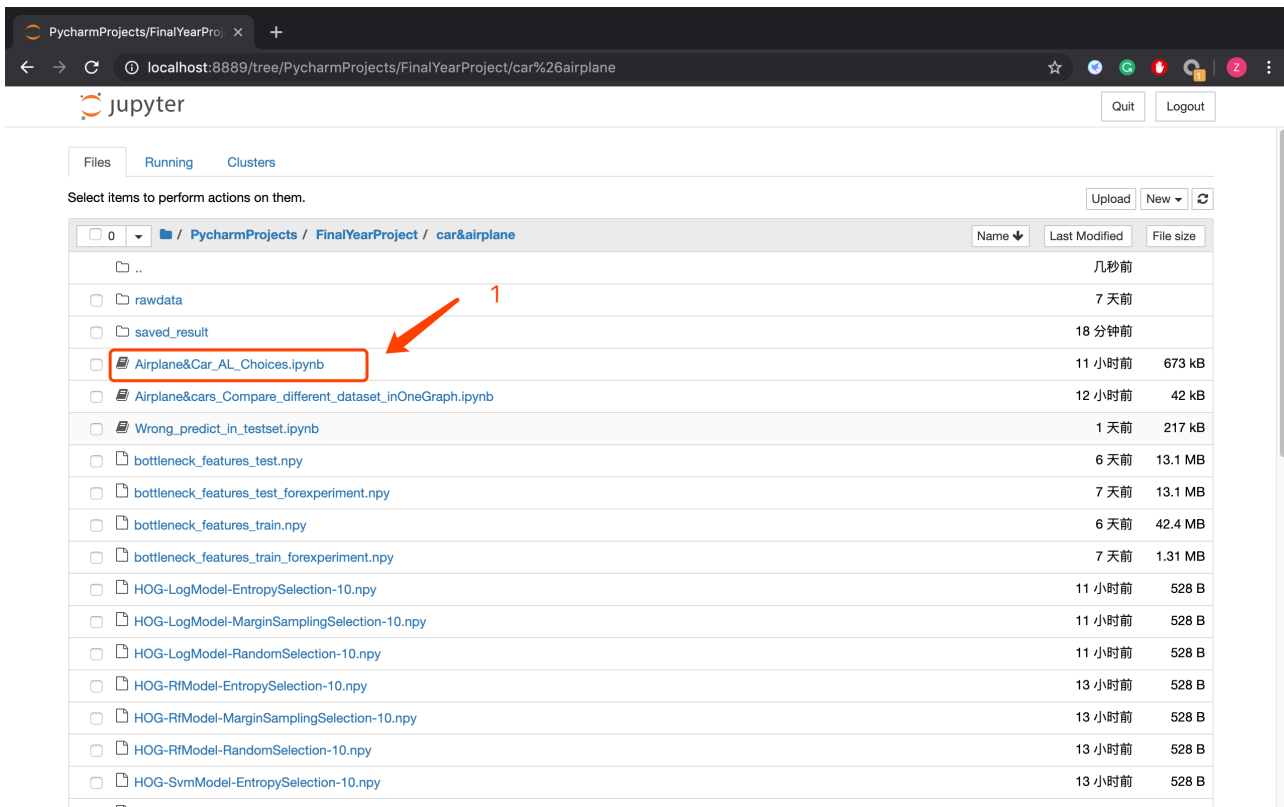 PycharmProjects/FinalYearProj
localhost:8889/tree/PycharmProjects/FinalYearProject/car%26airplane
1
Z
jupyter
Quit
Logout
Files Running Clusters
Select items to perform actions on them.
Upload New
0 / PycharmProjects / FinalYearProject / car&airplane Name Last Modified File size
.. 几秒前
1
rawdata 7 天前
saved_result 18 分钟前
Airplane&Car_AL_Choices.ipynb 11 小时前 673 kB
Airplane&cars_Compare_different_dataset_inOneGraph.ipynb 12 小时前 42 kB
Wrong_predict_in_testset.ipynb 1 天前 217 kB
bottleneck_features_test.npy 6 天前 13.1 MB
bottleneck_features_test_forexperiment.npy 7 天前 13.1 MB
bottleneck_features_train.npy 6 天前 42.4 MB
bottleneck_features_train_forexperiment.npy 7 天前 1.31 MB
HOG-LogModel-EntropySelection-10.npy 11 小时前 528 B
HOG-LogModel-MarginSamplingSelection-10.npy 11 小时前 528 B
HOG-LogModel-RandomSelection-10.npy 11 小时前 528 B
HOG-RfModel-EntropySelection-10.npy 13 小时前 528 B
HOG-RfModel-MarginSamplingSelection-10.npy 13 小时前 528 B
HOG-RfModel-RandomSelection-10.npy 13 小时前 528 B
HOG-SvmModel-EntropySelection-10.npy 13 小时前 528 B